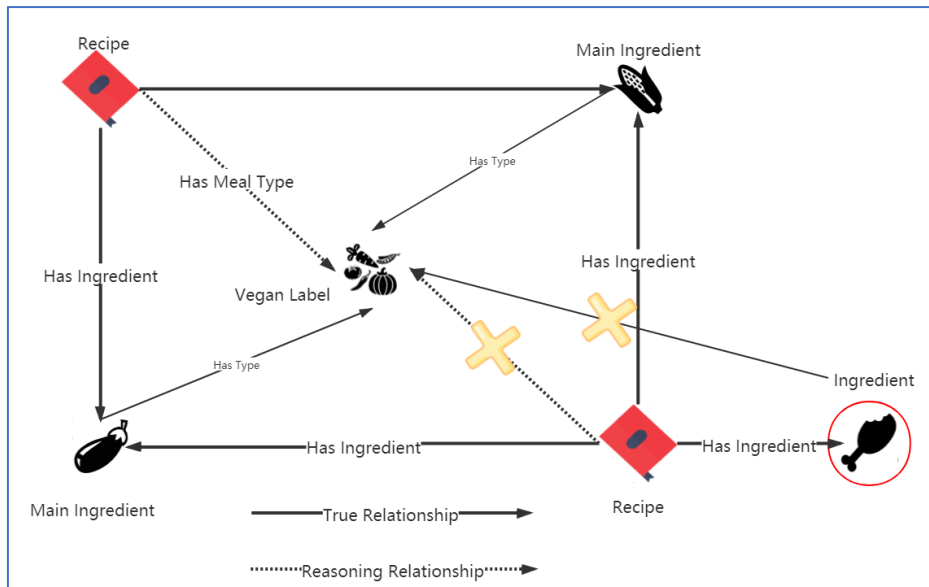 Recipe
Main Ingredient
Has Type
Has Meal Type
Has Ingredient
Has Ingredient
Vegan Label
Has Type
Ingredient
Has Ingredient
Has Ingredient
Main Ingredient
Recipe
True Relationship
Reasoning Relationship